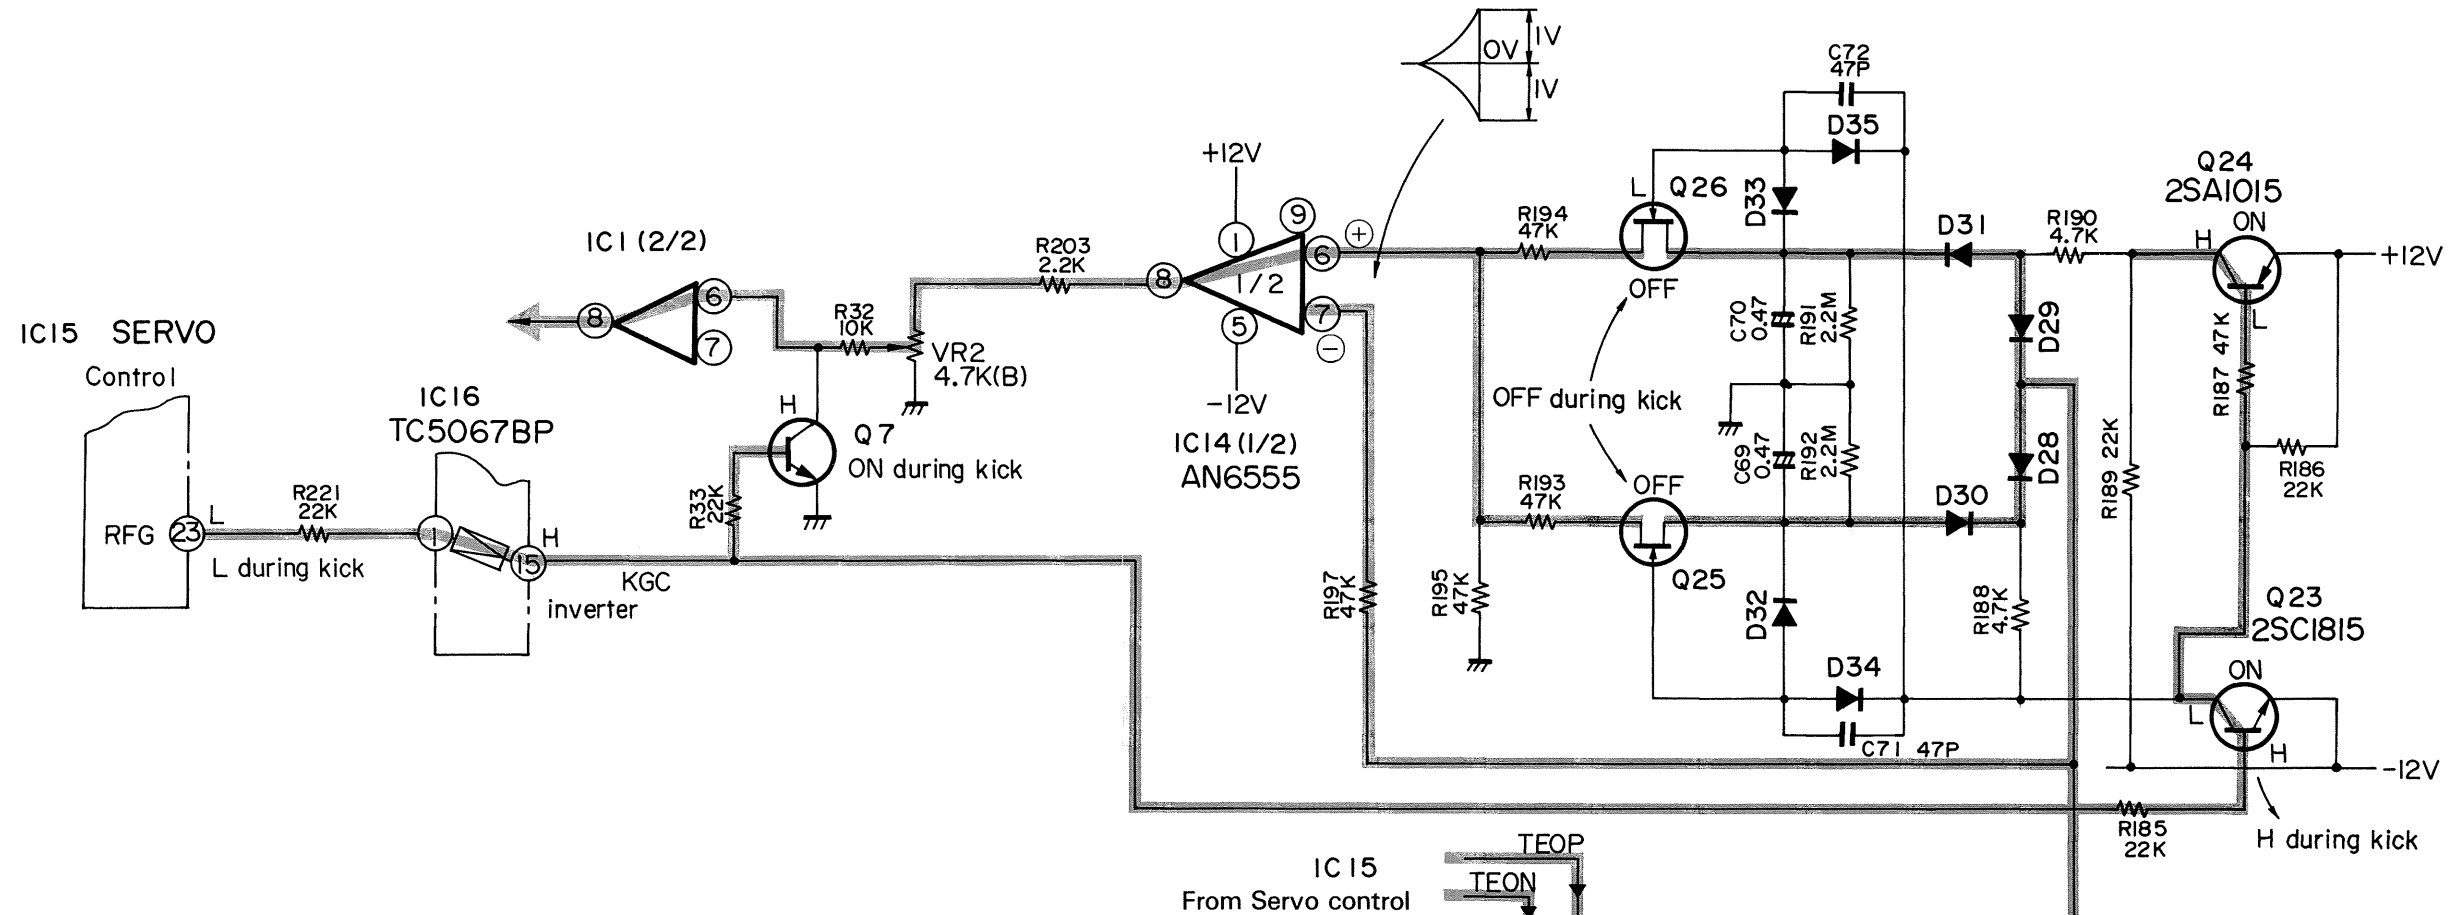 IC15 SERVO
Control
RFG
23
L
R221
22K
L during kick
IC16
TC5067BP
1
15
H
KGC
inverter
IC1 (2/2)
8
6
7
R32
10K
VR2
4.7K(B)
H
Q7
ON during kick
R33
22K
R203
2.2K
+12V
1
9
8
1/2
6
+
7
−
5
-12V
IC14 (1/2)
AN6555
0V
1V
1V
R197
47K
R195
47K
R194
47K
L
Q26
OFF
OFF during kick
OFF
R193
47K
Q25
C72
47P
D35
D33
C70
0.47
R191
2.2M
C69
0.47
R192
2.2M
D32
D34
C71 47P
D31
D30
D29
D28
R190
4.7K
R188
4.7K
R189 22K
Q24
2SA1015
ON
H
L
+12V
R187 47K
R186
22K
Q23
2SC1815
ON
L
H
-12V
R185
22K
H during kick
TEOP
TEON
IC15
From Servo control